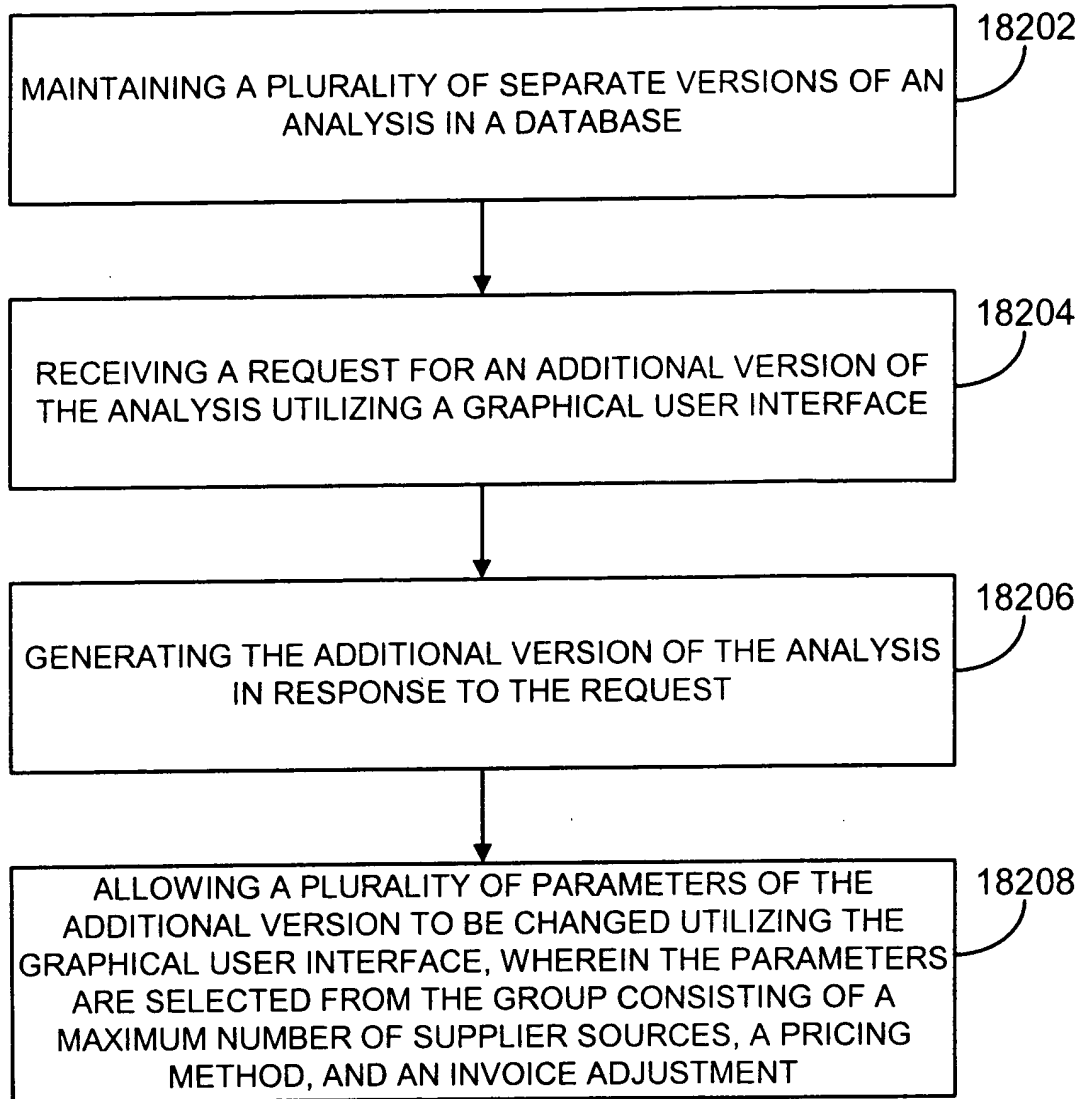 18202
MAINTAINING A PLURALITY OF SEPARATE VERSIONS OF AN
ANALYSIS IN A DATABASE
18204
RECEIVING A REQUEST FOR AN ADDITIONAL VERSION OF
THE ANALYSIS UTILIZING A GRAPHICAL USER INTERFACE
18206
GENERATING THE ADDITIONAL VERSION OF THE ANALYSIS
IN RESPONSE TO THE REQUEST
18208
ALLOWING A PLURALITY OF PARAMETERS OF THE
ADDITIONAL VERSION TO BE CHANGED UTILIZING THE
GRAPHICAL USER INTERFACE, WHEREIN THE PARAMETERS
ARE SELECTED FROM THE GROUP CONSISTING OF A
MAXIMUM NUMBER OF SUPPLIER SOURCES, A PRICING
METHOD, AND AN INVOICE ADJUSTMENT